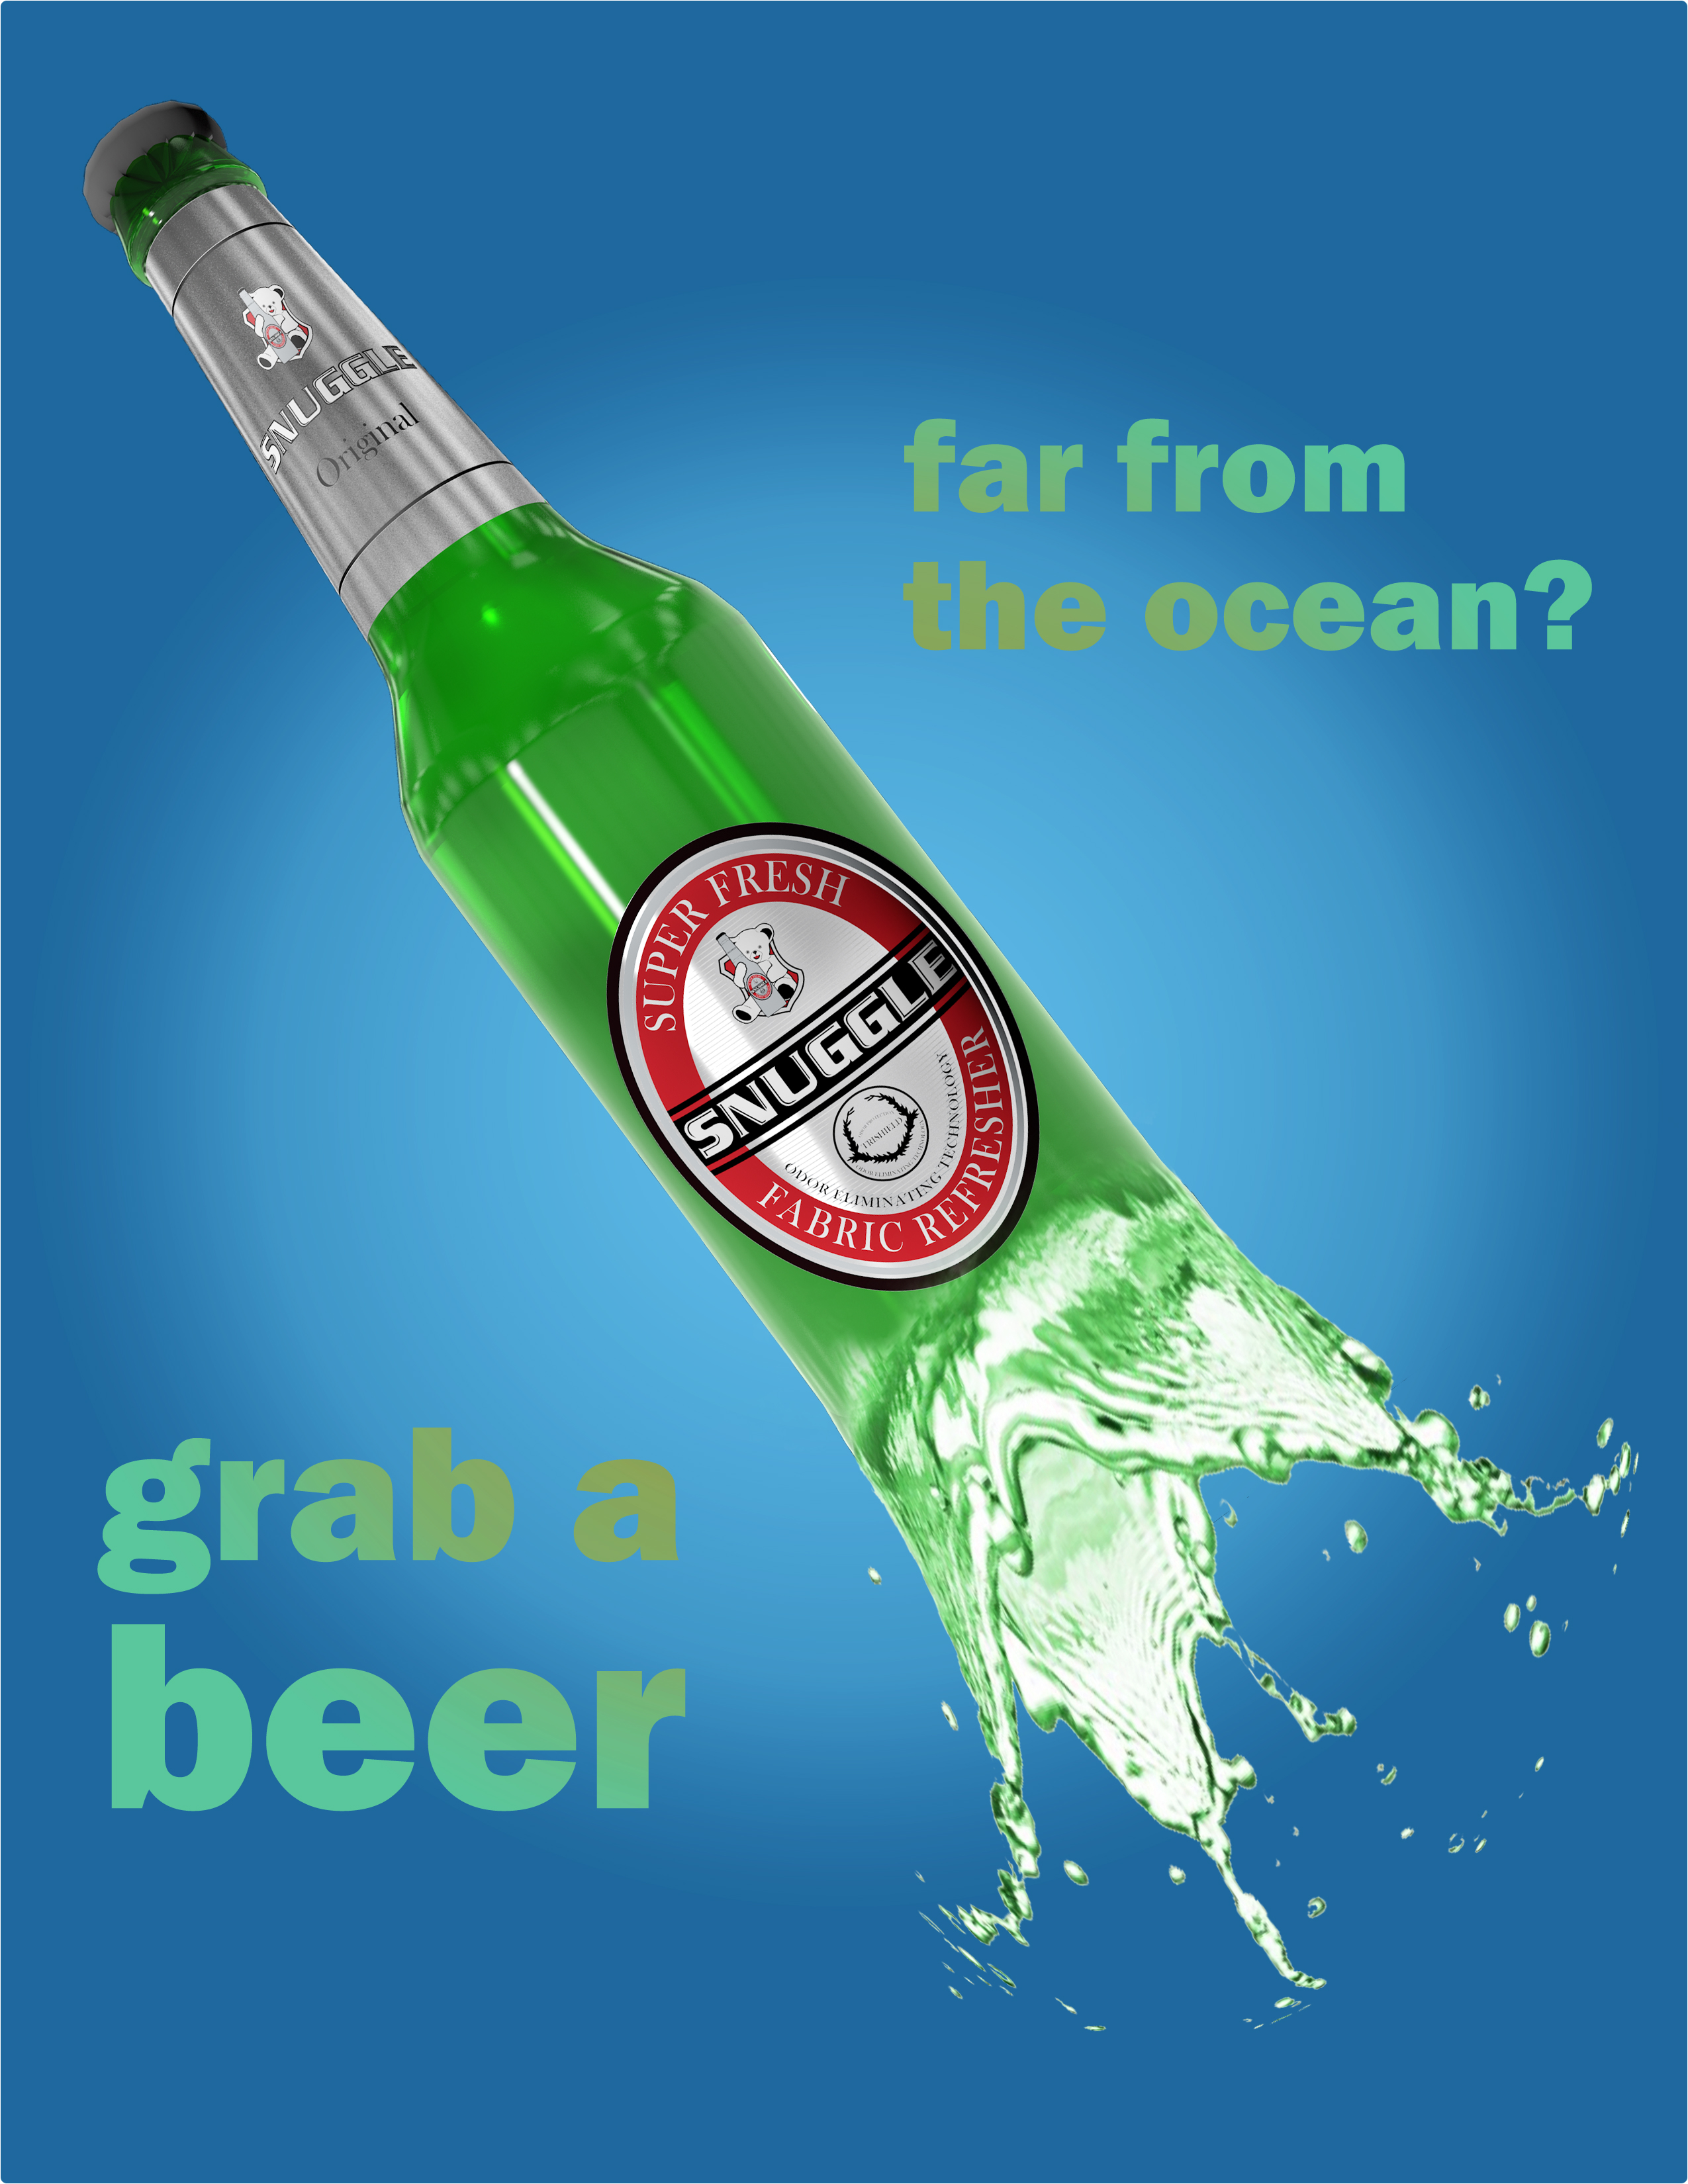 SNUGGLE
Original
far from
the ocean?
SUPER FRESH
SNUGGLE
ODOR ELIMINATING TECHNOLOGY
FABRIC REFRESHER
grab a
beer